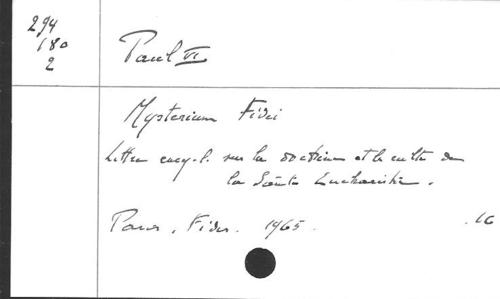 294
180
2
Paul VI
Mysterium Fidei
Lettre encycl. sur la doctrine et le culte de
la Sainte Eucharistie.
Paris, Fides. 1965.
16